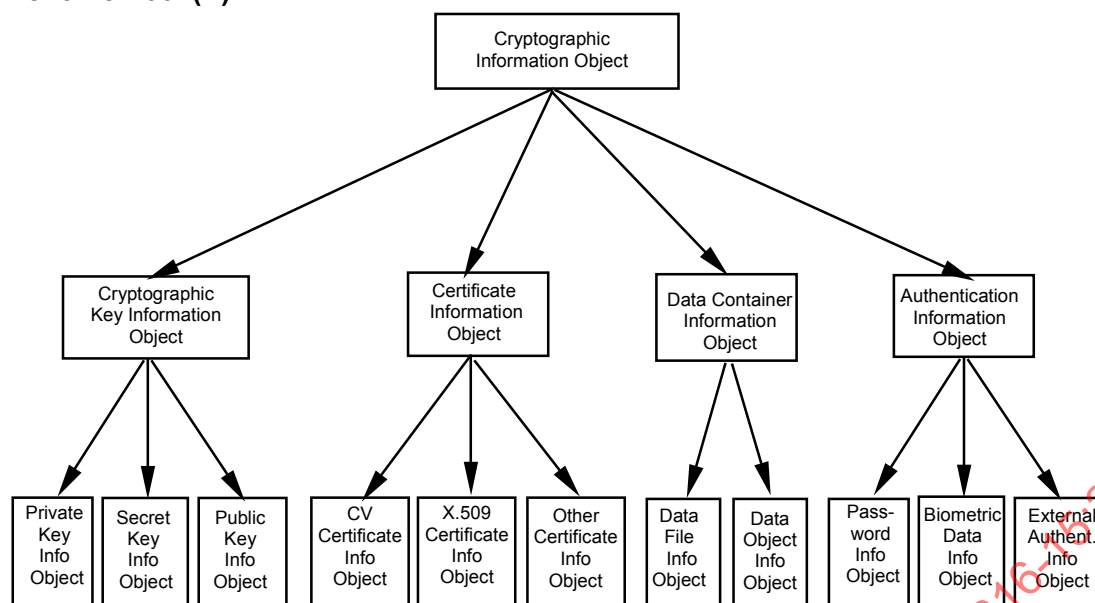 Cryptographic
Information Object
Cryptographic
Key Information
Object
Certificate
Information
Object
Data Container
Information
Object
Authentication
Information
Object
Private
Key
Info
Object
Secret
Key
Info
Object
Public
Key
Info
Object
CV
Certificate
Info
Object
X.509
Certificate
Info
Object
Other
Certificate
Info
Object
Data
File
Info
Object
Data
Object
Info
Object
Pass-
word
Info
Object
Biometric
Data
Info
Object
External
Authent.
Info
Object